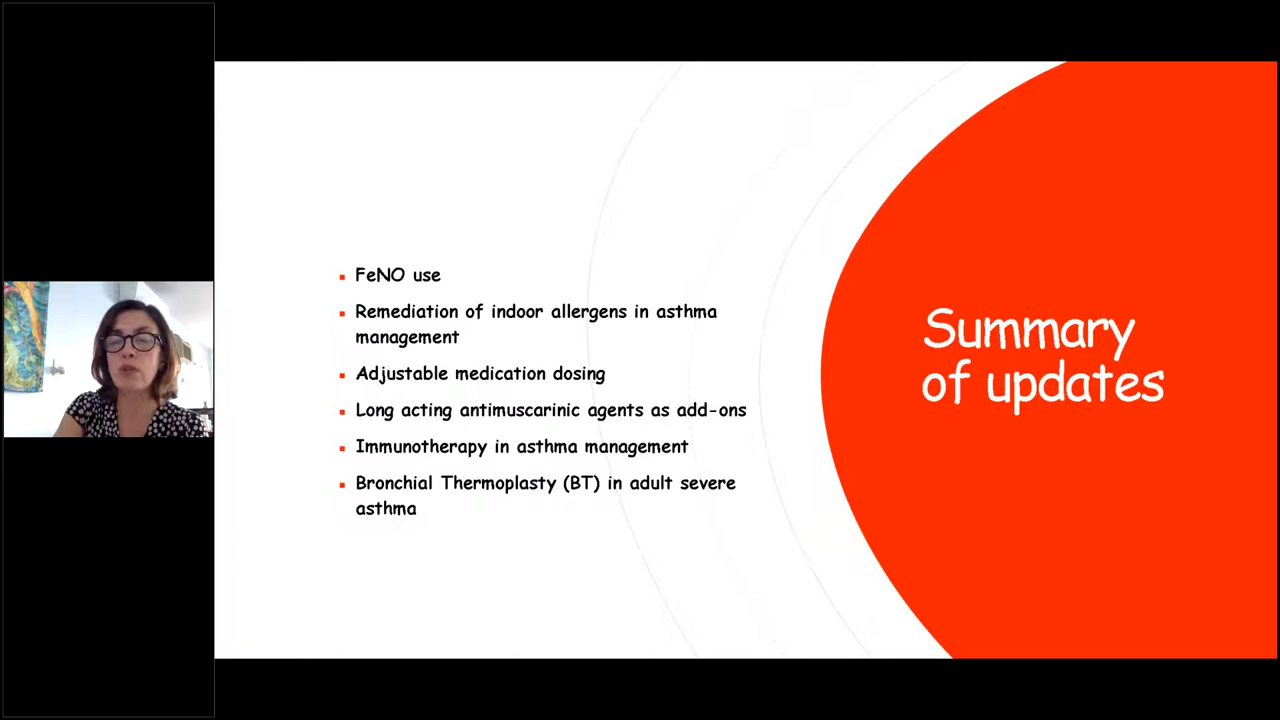 FeNO use
Remediation of indoor allergens in asthma
management
Adjustable medication dosing
Long acting antimuscarinic agents as add-ons
Immunotherapy in asthma management
Bronchial Thermoplasty (BT) in adult severe
asthma
Summary
of updates